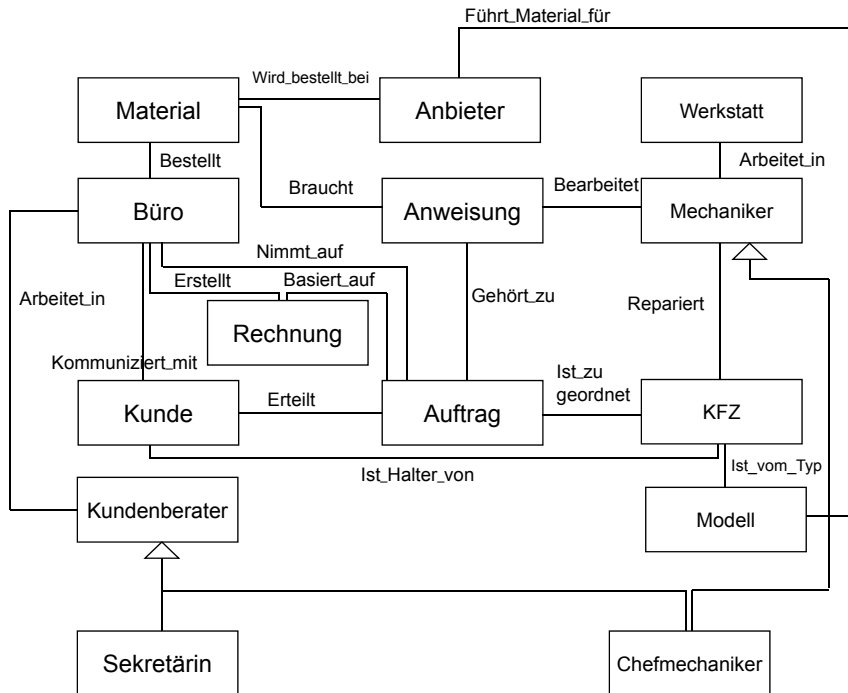 Führt_Material_für
Wird_bestellt_bei
Material
Anbieter
Werkstatt
Bestellt
Arbeitet_in
Braucht
Bearbeitet
Büro
Anweisung
Mechaniker
Nimmt_auf
Erstellt
Basiert_auf
Arbeitet_in
Gehört_zu
Repariert
Rechnung
Kommuniziert_mit
Ist_zu
geordnet
Kunde
Erteilt
Auftrag
KFZ
Ist_Halter_von
Ist_vom_Typ
Kundenberater
Modell
Sekretärin
Chefmechaniker